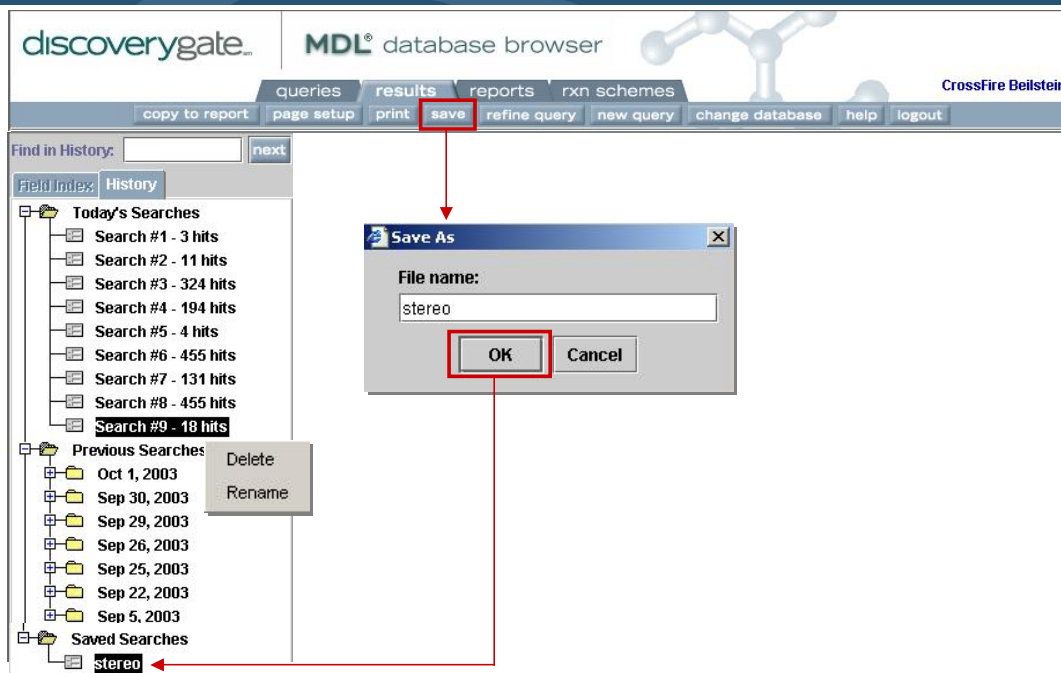 discoverygate™
MDL® database browser
queries results reports rxn schemes
CrossFire Beilstein
copy to report page setup print save refine query new query change database help logout
Find in History: next
Field Index History
Today's Searches
Search #1 - 3 hits
Search #2 - 11 hits
Search #3 - 324 hits
Search #4 - 194 hits
Search #5 - 4 hits
Search #6 - 455 hits
Search #7 - 131 hits
Search #8 - 455 hits
Search #9 - 18 hits
Previous Searches
Oct 1, 2003
Sep 30, 2003
Sep 29, 2003
Sep 26, 2003
Sep 25, 2003
Sep 22, 2003
Sep 5, 2003
Saved Searches
stereo
Delete
Rename
Save As
File name:
stereo
OK Cancel